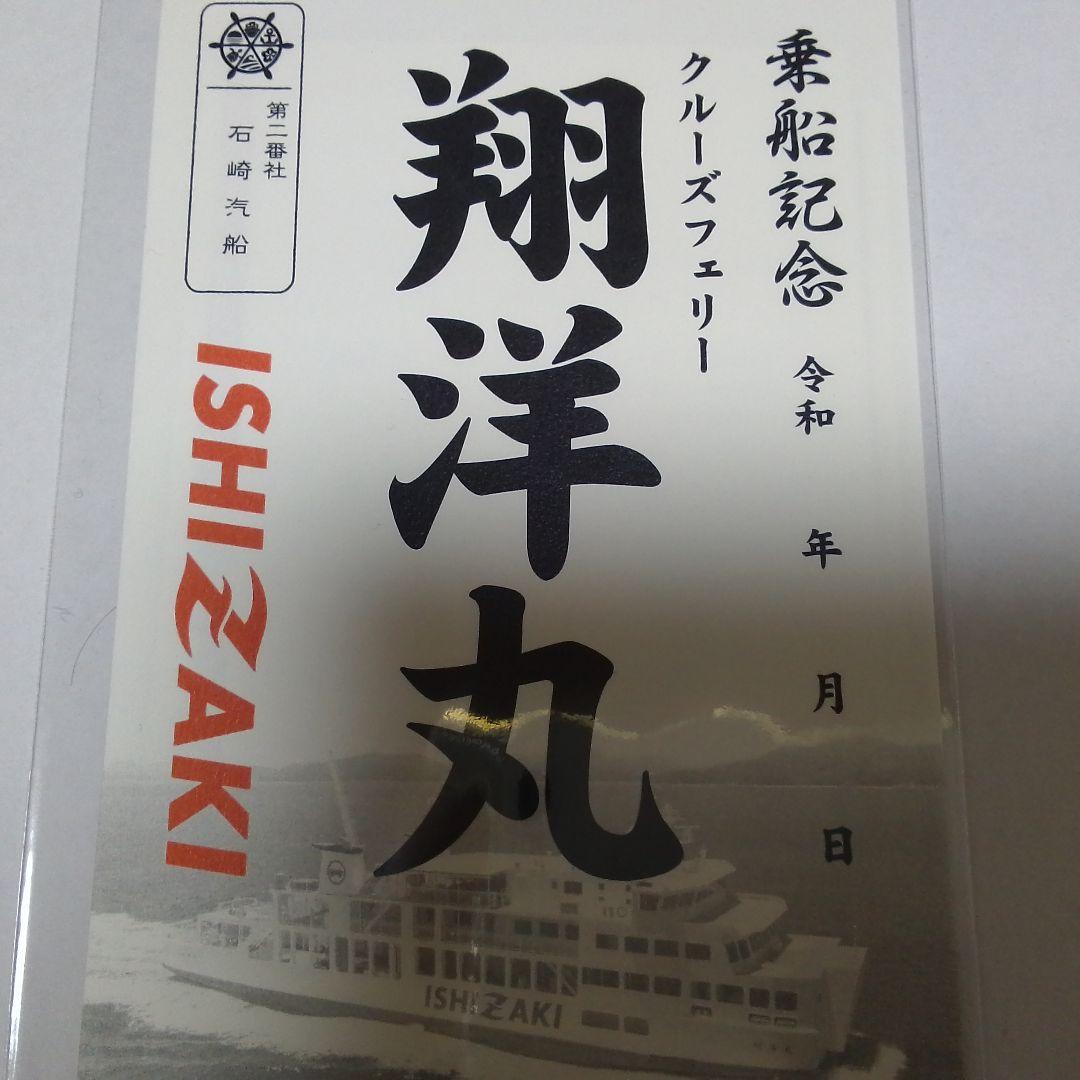 乗船記念 令和 年 月 日
クルーズフェリー
翔洋丸
第二番社
石崎汽船
ISHIZAKI
ISHIZAKI